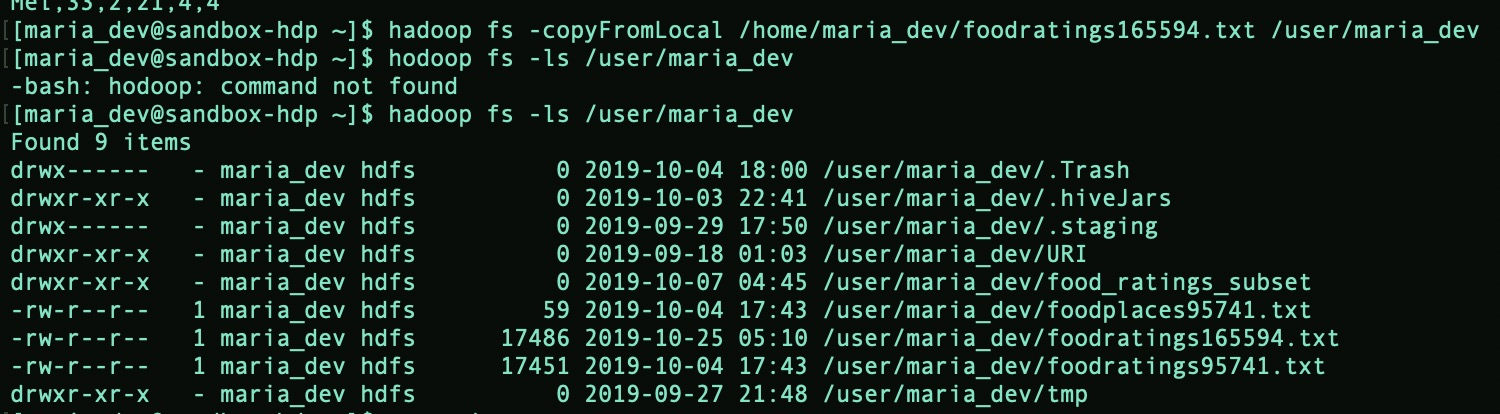 Mel,33,2,21,4,4
[[maria_dev@sandbox-hdp ~]$ hadoop fs -copyFromLocal /home/maria_dev/foodratings165594.txt /user/maria_dev
[[maria_dev@sandbox-hdp ~]$ hodoop fs -ls /user/maria_dev
-bash: hodoop: command not found
[[maria_dev@sandbox-hdp ~]$ hadoop fs -ls /user/maria_dev
Found 9 items
drwx------   - maria_dev hdfs          0 2019-10-04 18:00 /user/maria_dev/.Trash
drwxr-xr-x   - maria_dev hdfs          0 2019-10-03 22:41 /user/maria_dev/.hiveJars
drwx------   - maria_dev hdfs          0 2019-09-29 17:50 /user/maria_dev/.staging
drwxr-xr-x   - maria_dev hdfs          0 2019-09-18 01:03 /user/maria_dev/URI
drwxr-xr-x   - maria_dev hdfs          0 2019-10-07 04:45 /user/maria_dev/food_ratings_subset
-rw-r--r--   1 maria_dev hdfs         59 2019-10-04 17:43 /user/maria_dev/foodplaces95741.txt
-rw-r--r--   1 maria_dev hdfs      17486 2019-10-25 05:10 /user/maria_dev/foodratings165594.txt
-rw-r--r--   1 maria_dev hdfs      17451 2019-10-04 17:43 /user/maria_dev/foodratings95741.txt
drwxr-xr-x   - maria_dev hdfs          0 2019-09-27 21:48 /user/maria_dev/tmp